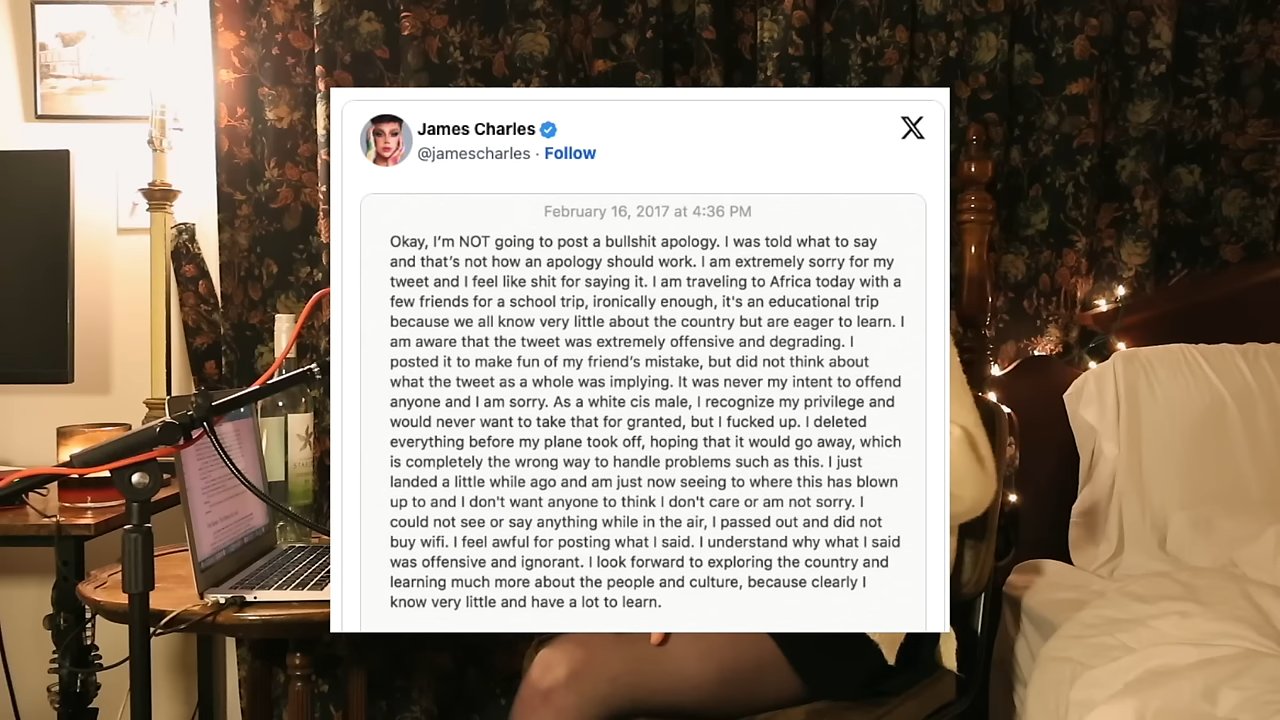 James Charles
@jamescharles · Follow
February 16, 2017 at 4:36 PM
Okay, I’m NOT going to post a bullshit apology. I was told what to say
and that’s not how an apology should work. I am extremely sorry for my
tweet and I feel like shit for saying it. I am traveling to Africa today with a
few friends for a school trip, ironically enough, it's an educational trip
because we all know very little about the country but are eager to learn. I
am aware that the tweet was extremely offensive and degrading. I
posted it to make fun of my friend’s mistake, but did not think about
what the tweet as a whole was implying. It was never my intent to offend
anyone and I am sorry. As a white cis male, I recognize my privilege and
would never want to take that for granted, but I fucked up. I deleted
everything before my plane took off, hoping that it would go away, which
is completely the wrong way to handle problems such as this. I just
landed a little while ago and am just now seeing to where this has blown
up to and I don't want anyone to think I don't care or am not sorry. I
could not see or say anything while in the air, I passed out and did not
buy wifi. I feel awful for posting what I said. I understand why what I said
was offensive and ignorant. I look forward to exploring the country and
learning much more about the people and culture, because clearly I
know very little and have a lot to learn.